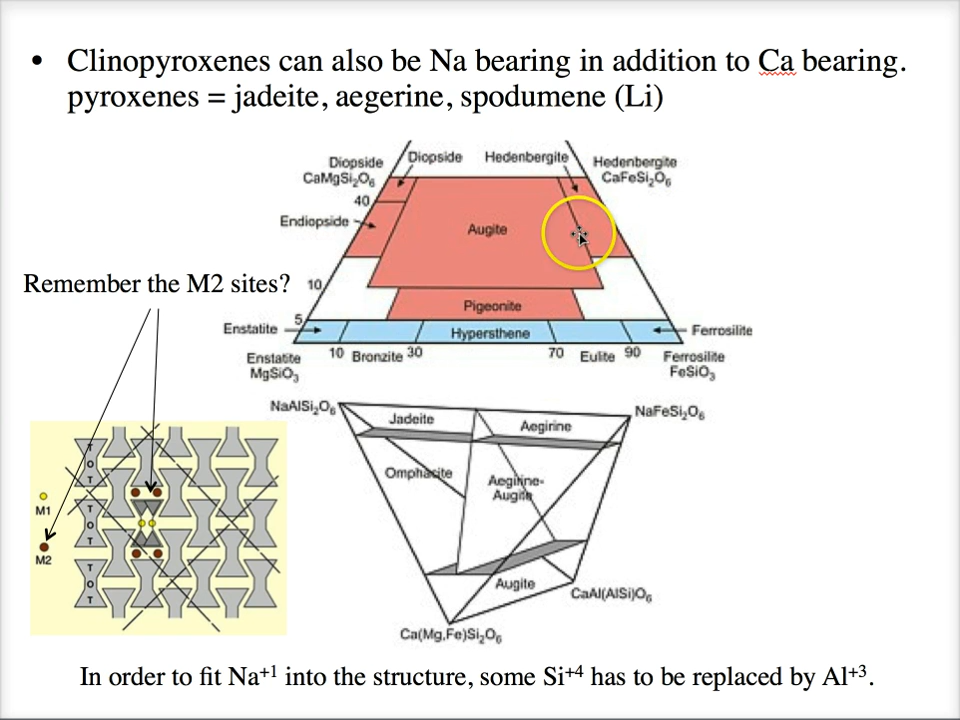 • Clinopyroxenes can also be Na bearing in addition to Ca bearing.
pyroxenes = jadeite, aegerine, spodumene (Li)
Diopside
CaMgSi₂O₆
Diopside
Hedenbergite
Hedenbergite
CaFeSi₂O₆
40
Endiopside
Augite
Remember the M2 sites?
10
Pigeonite
5
Enstatite
Hypersthene
Ferrosilite
Enstatite
MgSiO₃
10 Bronzite 30
70 Eulite 90
Ferrosilite
FeSiO₃
NaAlSi₂O₆
NaFeSi₂O₆
Jadeite
Aegirine
Omphacite
Aegirine-
Augite
Augite
CaAl(AlSi)O₆
Ca(Mg,Fe)Si₂O₆
M1
M2
T
O
T
T
O
T
T
O
T
In order to fit Na⁺¹ into the structure, some Si⁺⁴ has to be replaced by Al⁺³.